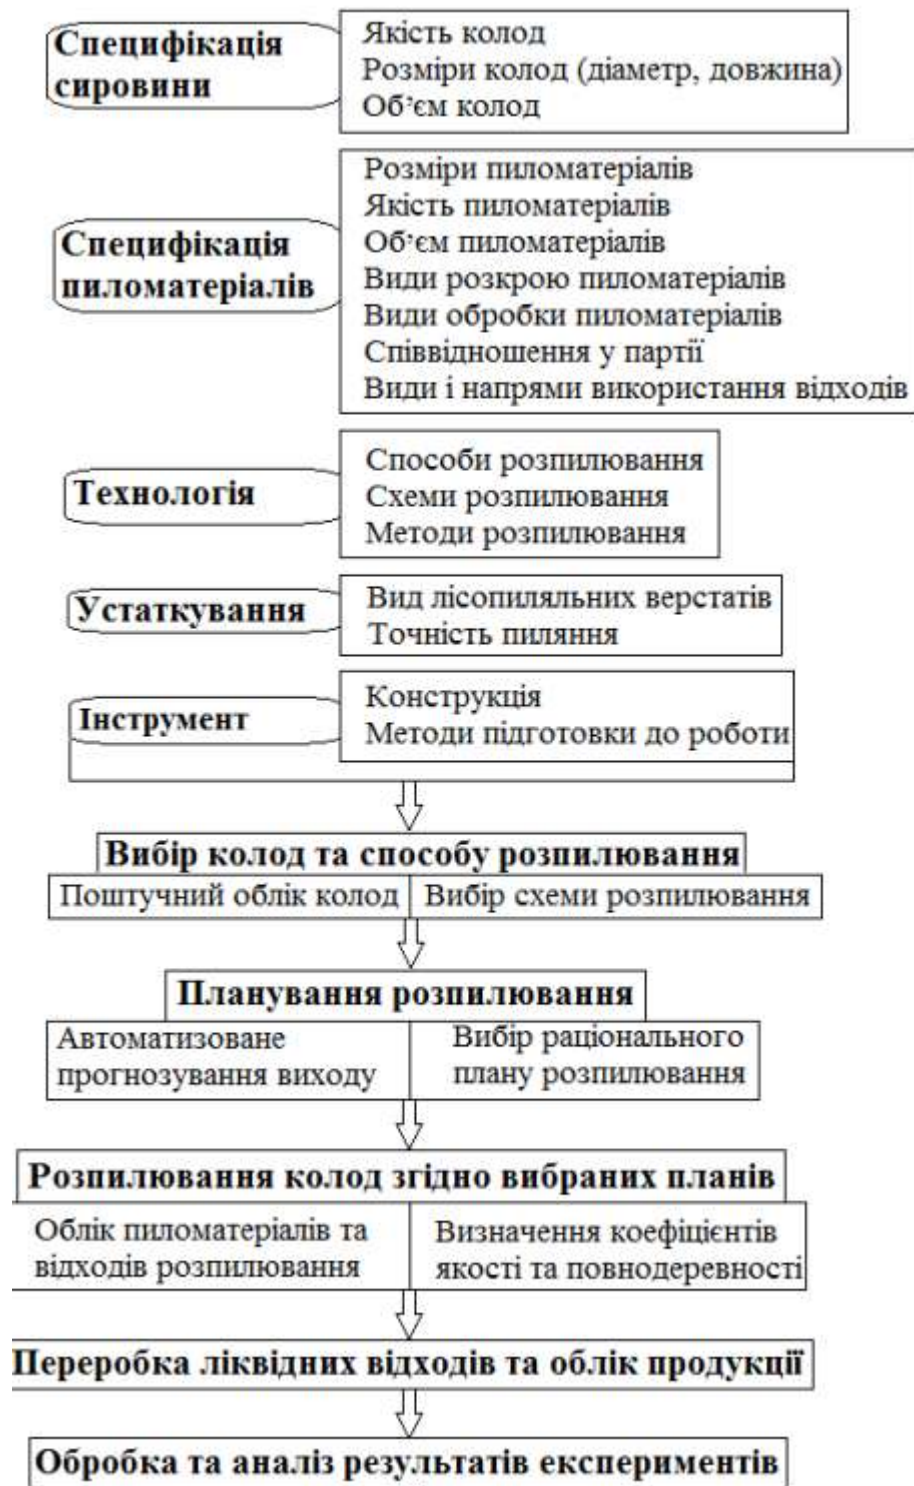 Специфікація
сировини
Якість колод
Розміри колод (діаметр, довжина)
Об’єм колод
Специфікація
пиломатеріалів
Розміри пиломатеріалів
Якість пиломатеріалів
Об’єм пиломатеріалів
Види розкрою пиломатеріалів
Види обробки пиломатеріалів
Співвідношення у партії
Види і напрями використання відходів
Технологія
Способи розпилювання
Схеми розпилювання
Методи розпилювання
Устаткування
Вид лісопиляльних верстатів
Точність пиляння
Інструмент
Конструкція
Методи підготовки до роботи
Вибір колод та способу розпилювання
Поштучний облік колод
Вибір схеми розпилювання
Планування розпилювання
Автоматизоване
прогнозування виходу
Вибір раціонального
плану розпилювання
Розпилювання колод згідно вибраних планів
Облік пиломатеріалів та
відходів розпилювання
Визначення коефіцієнтів
якості та повнодеревності
Переробка ліквідних відходів та облік продукції
Обробка та аналіз результатів експериментів